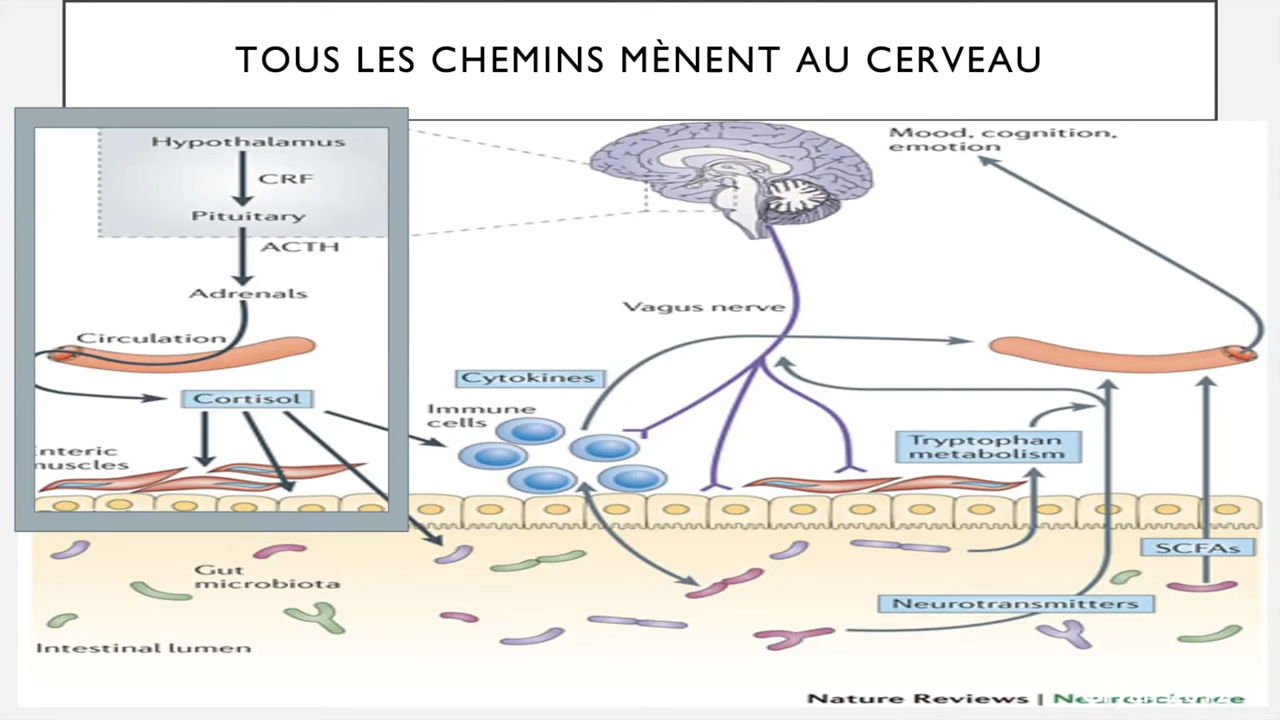 TOUS LES CHEMINS MÈNENT AU CERVEAU
Hypothalamus
CRF
Pituitary
ACTH
Adrenals
Circulation
Cortisol
Enteric
muscles
Mood, cognition,
emotion
Vagus nerve
Cytokines
Immune
cells
Tryptophan
metabolism
SCFAs
Neurotransmitters
Gut
microbiota
Intestinal lumen
Nature Reviews | Neuroscience